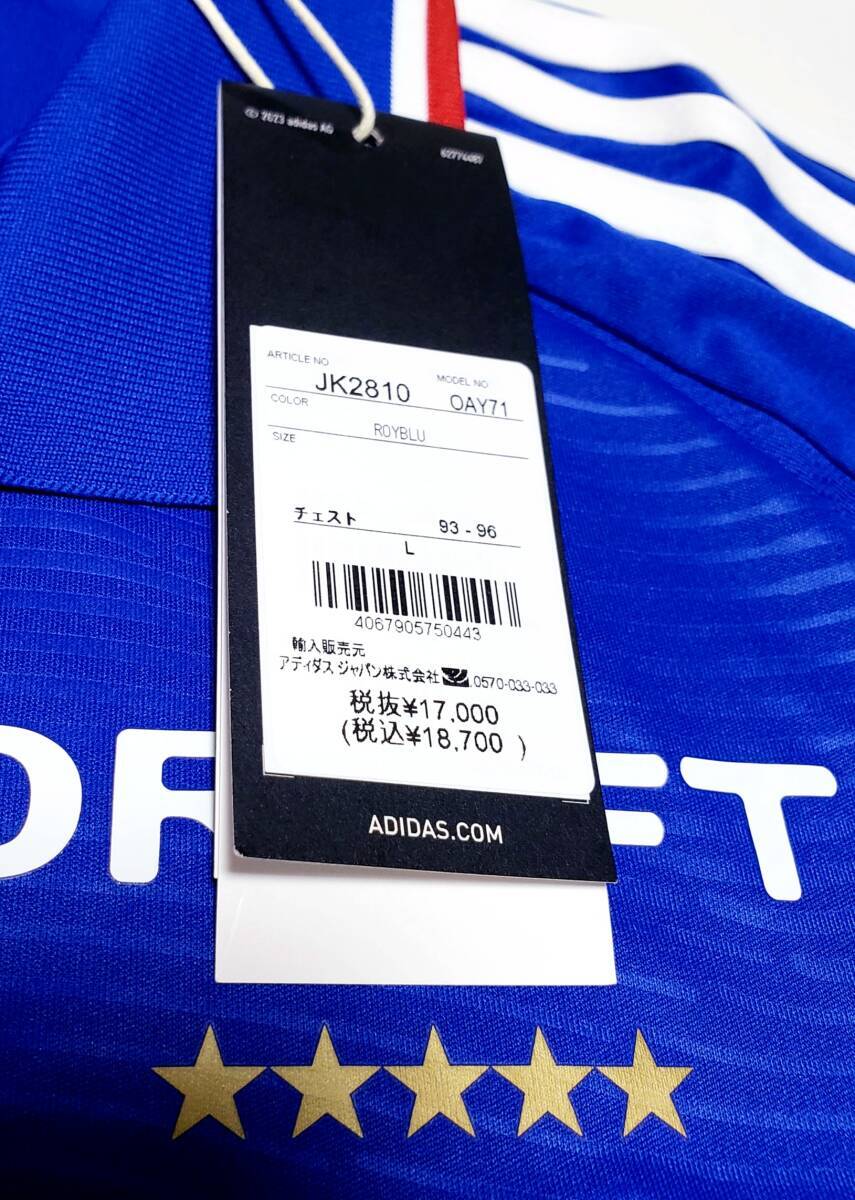 © 2023 adidas AG
ARTICLE NO JK2810 MODEL NO OAY71
COLOR ROYBLU
SIZE
チェスト 93 - 96
L
4067905750443
輸入販売元
アディダス ジャパン株式会社 0570-033-033
税抜¥17,000
(税込¥18,700 )
ADIDAS.COM
FT